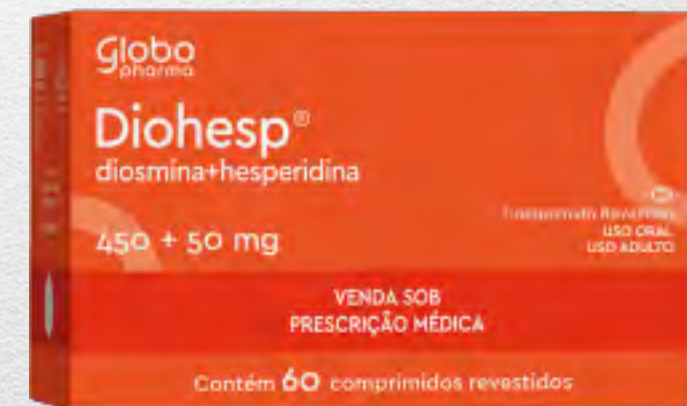 Globo
pharma
Diohesp®
diosmina+hesperidina
450 + 50 mg
USO ORAL
USO ADULTO
VENDA SOB
PRESCRIÇÃO MÉDICA
Contém 60 comprimidos revestidos